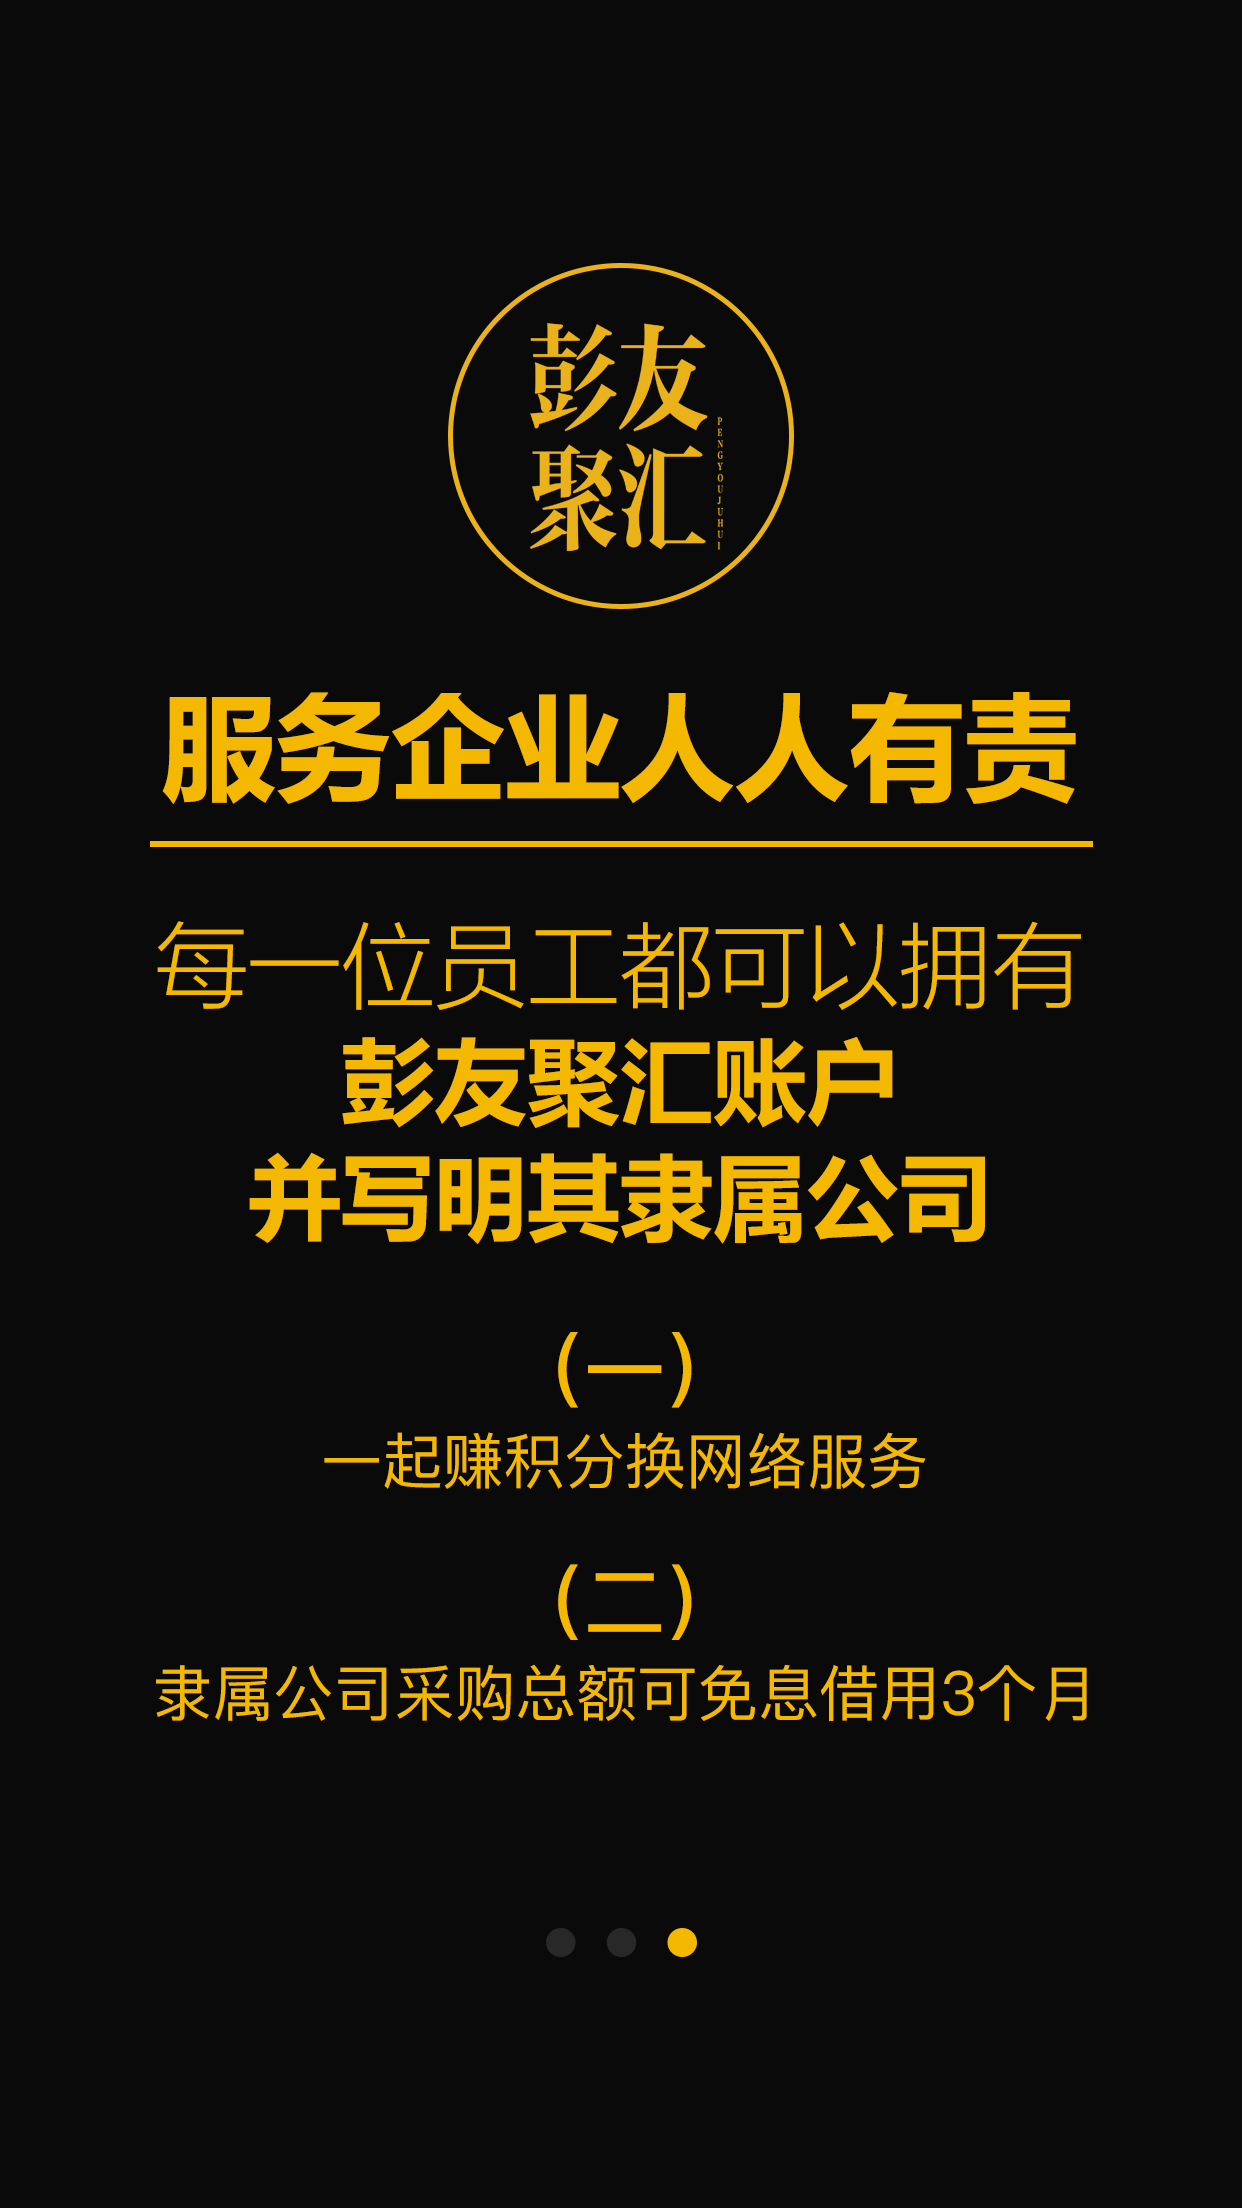 彭友
聚汇
PENGYOUJUHUI
服务企业人人有责
每一位员工都可以拥有
彭友聚汇账户
并写明其隶属公司
(一)
一起赚积分换网络服务
(二)
隶属公司采购总额可免息借用3个月